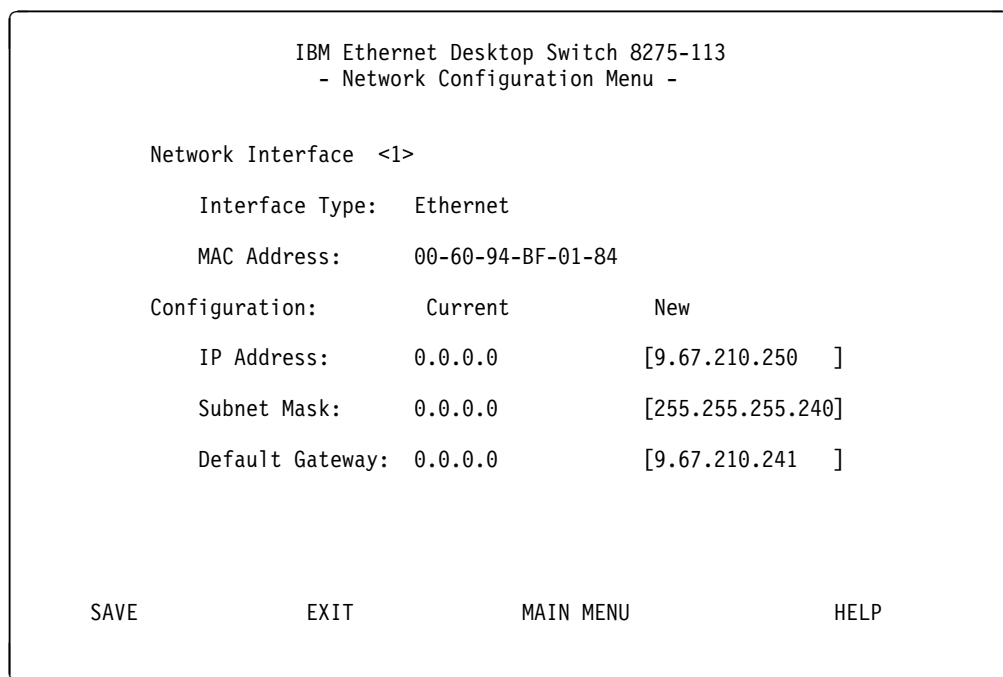 IBM Ethernet Desktop Switch 8275-113
- Network Configuration Menu -
Network Interface <1>
Interface Type: Ethernet
MAC Address: 00-60-94-BF-01-84
Configuration: Current New
IP Address: 0.0.0.0 [9.67.210.250 ]
Subnet Mask: 0.0.0.0 [255.255.255.240]
Default Gateway: 0.0.0.0 [9.67.210.241 ]
SAVE EXIT MAIN MENU HELP